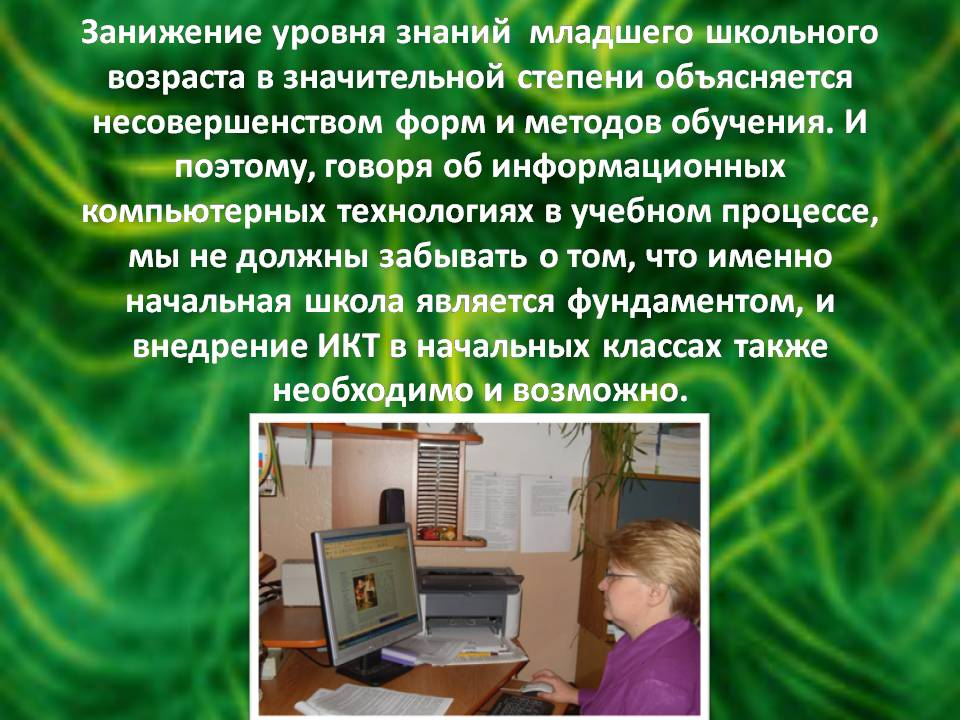 Занижение уровня знаний младшего школьного
возраста в значительной степени объясняется
несовершенством форм и методов обучения. И
поэтому, говоря об информационных
компьютерных технологиях в учебном процессе,
мы не должны забывать о том, что именно
начальная школа является фундаментом, и
внедрение ИКТ в начальных классах также
необходимо и возможно.